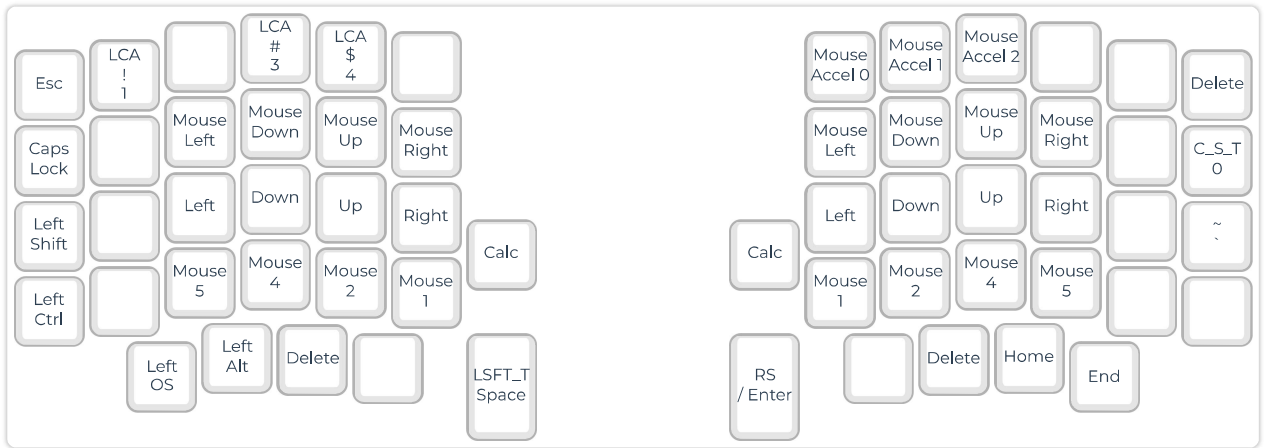 Esc
LCA
!
1
LCA
#
3
LCA
$
4
Mouse
Accel 0
Mouse
Accel 1
Mouse
Accel 2
Delete
Caps
Lock
Mouse
Left
Mouse
Down
Mouse
Up
Mouse
Right
Mouse
Left
Mouse
Down
Mouse
Up
Mouse
Right
C_S_T
0
Left
Shift
Left
Down
Up
Right
Calc
Calc
Left
Down
Up
Right
~
`
Left
Ctrl
Mouse
5
Mouse
4
Mouse
2
Mouse
1
Mouse
1
Mouse
2
Mouse
4
Mouse
5
Left
OS
Left
Alt
Delete
LSFT_T
Space
RS
/ Enter
Delete
Home
End